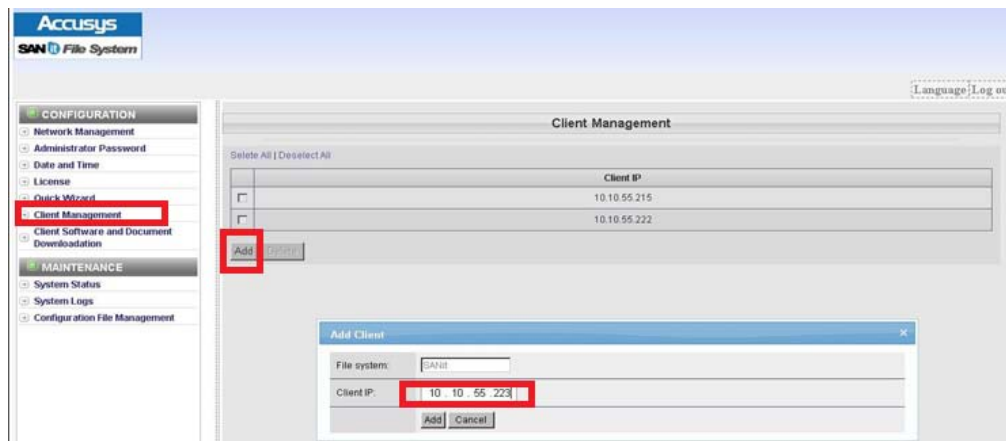 Accusys
SAN it File System
Language Log ou
CONFIGURATION
Network Management
Administrator Password
Date and Time
License
Quick Wizard
Client Management
Client Software and Document
Downloadation
MAINTENANCE
System Status
System Logs
Configuration File Management
Client Management
Selete All | Deselect All
Client IP
10.10.55.215
10.10.55.222
Add Delete
Add Client
File system: SANit
Client IP: 10 . 10 . 55 .223
Add Cancel